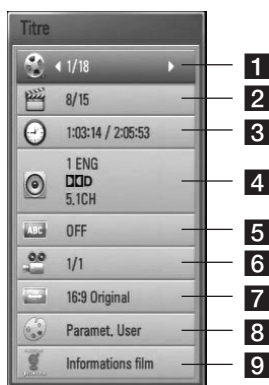 Titre
1/18 1
8/15 2
1:03:14 / 2:05:53 3
1 ENG
D
5.1CH 4
ABC OFF 5
1/1 6
16:9 Original 7
Paramet. User 8
Informations film 9